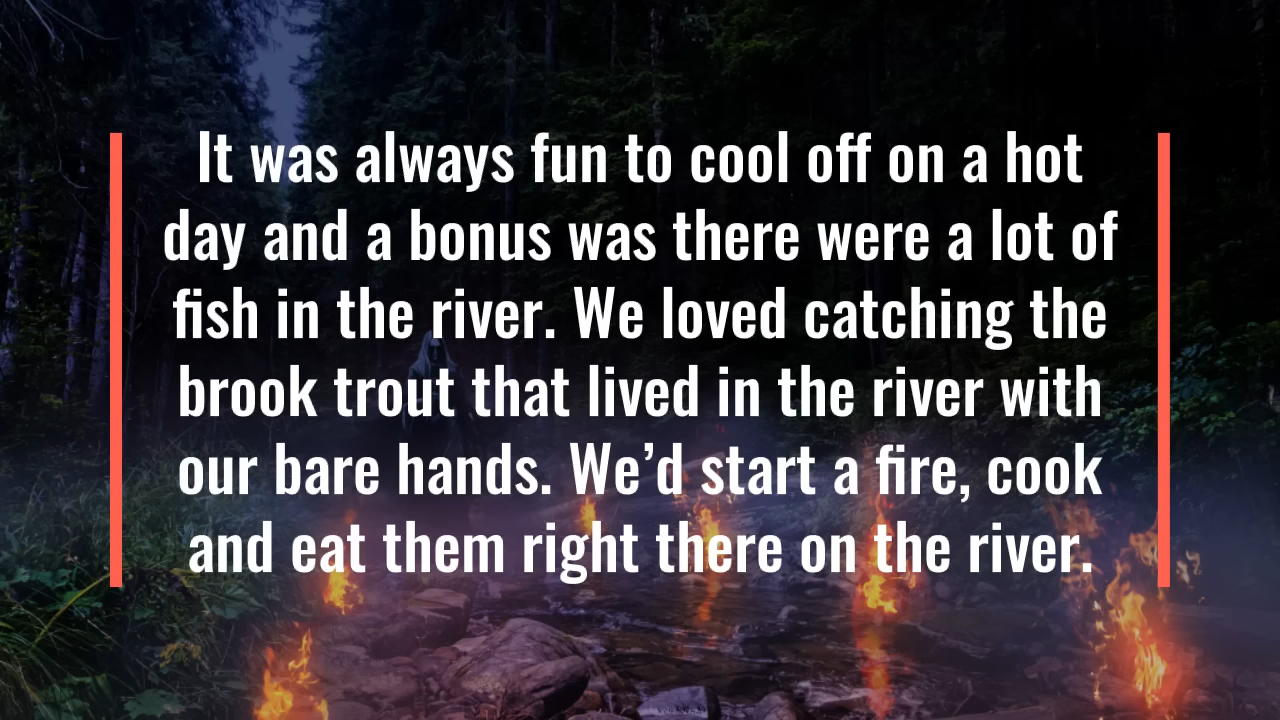 It was always fun to cool off on a hot
day and a bonus was there were a lot of
fish in the river. We loved catching the
brook trout that lived in the river with
our bare hands. We’d start a fire, cook
and eat them right there on the river.